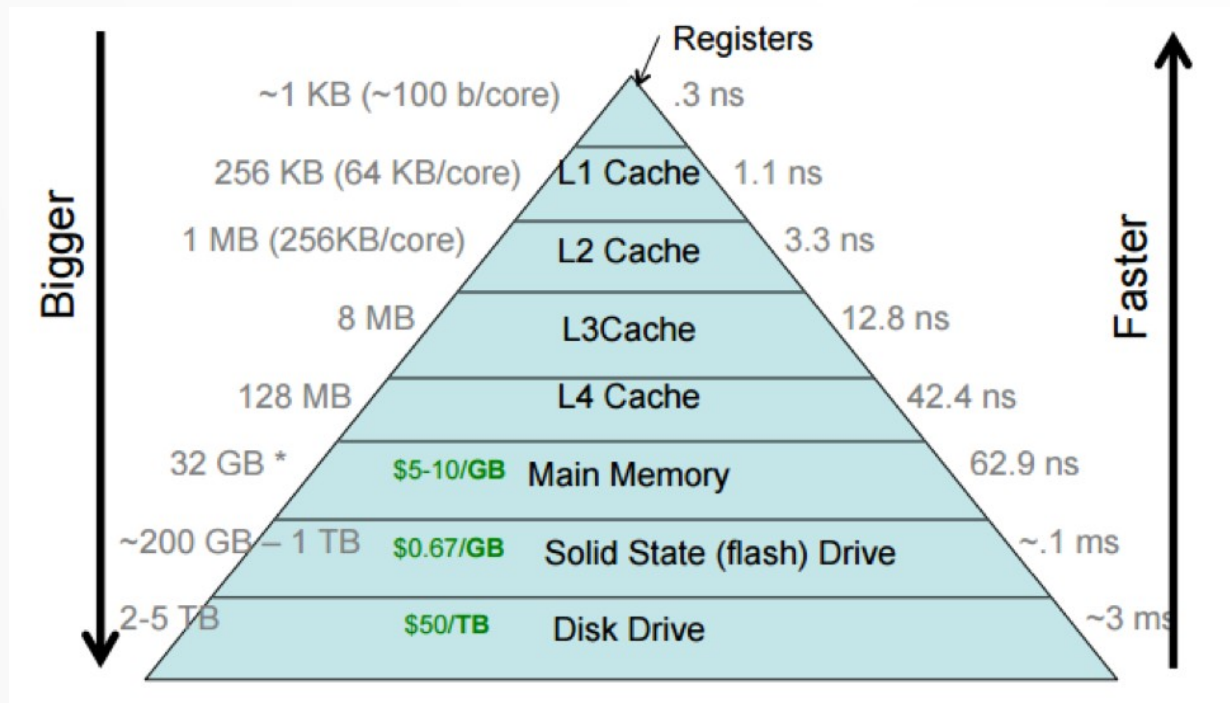 Registers
~1 KB (~100 b/core) .3 ns
256 KB (64 KB/core) L1 Cache 1.1 ns
1 MB (256KB/core) L2 Cache 3.3 ns
Bigger
Faster
8 MB L3Cache 12.8 ns
128 MB L4 Cache 42.4 ns
32 GB * $5-10/GB Main Memory 62.9 ns
~200 GB – 1 TB $0.67/GB Solid State (flash) Drive ~.1 ms
2-5 TB $50/TB Disk Drive ~3 ms